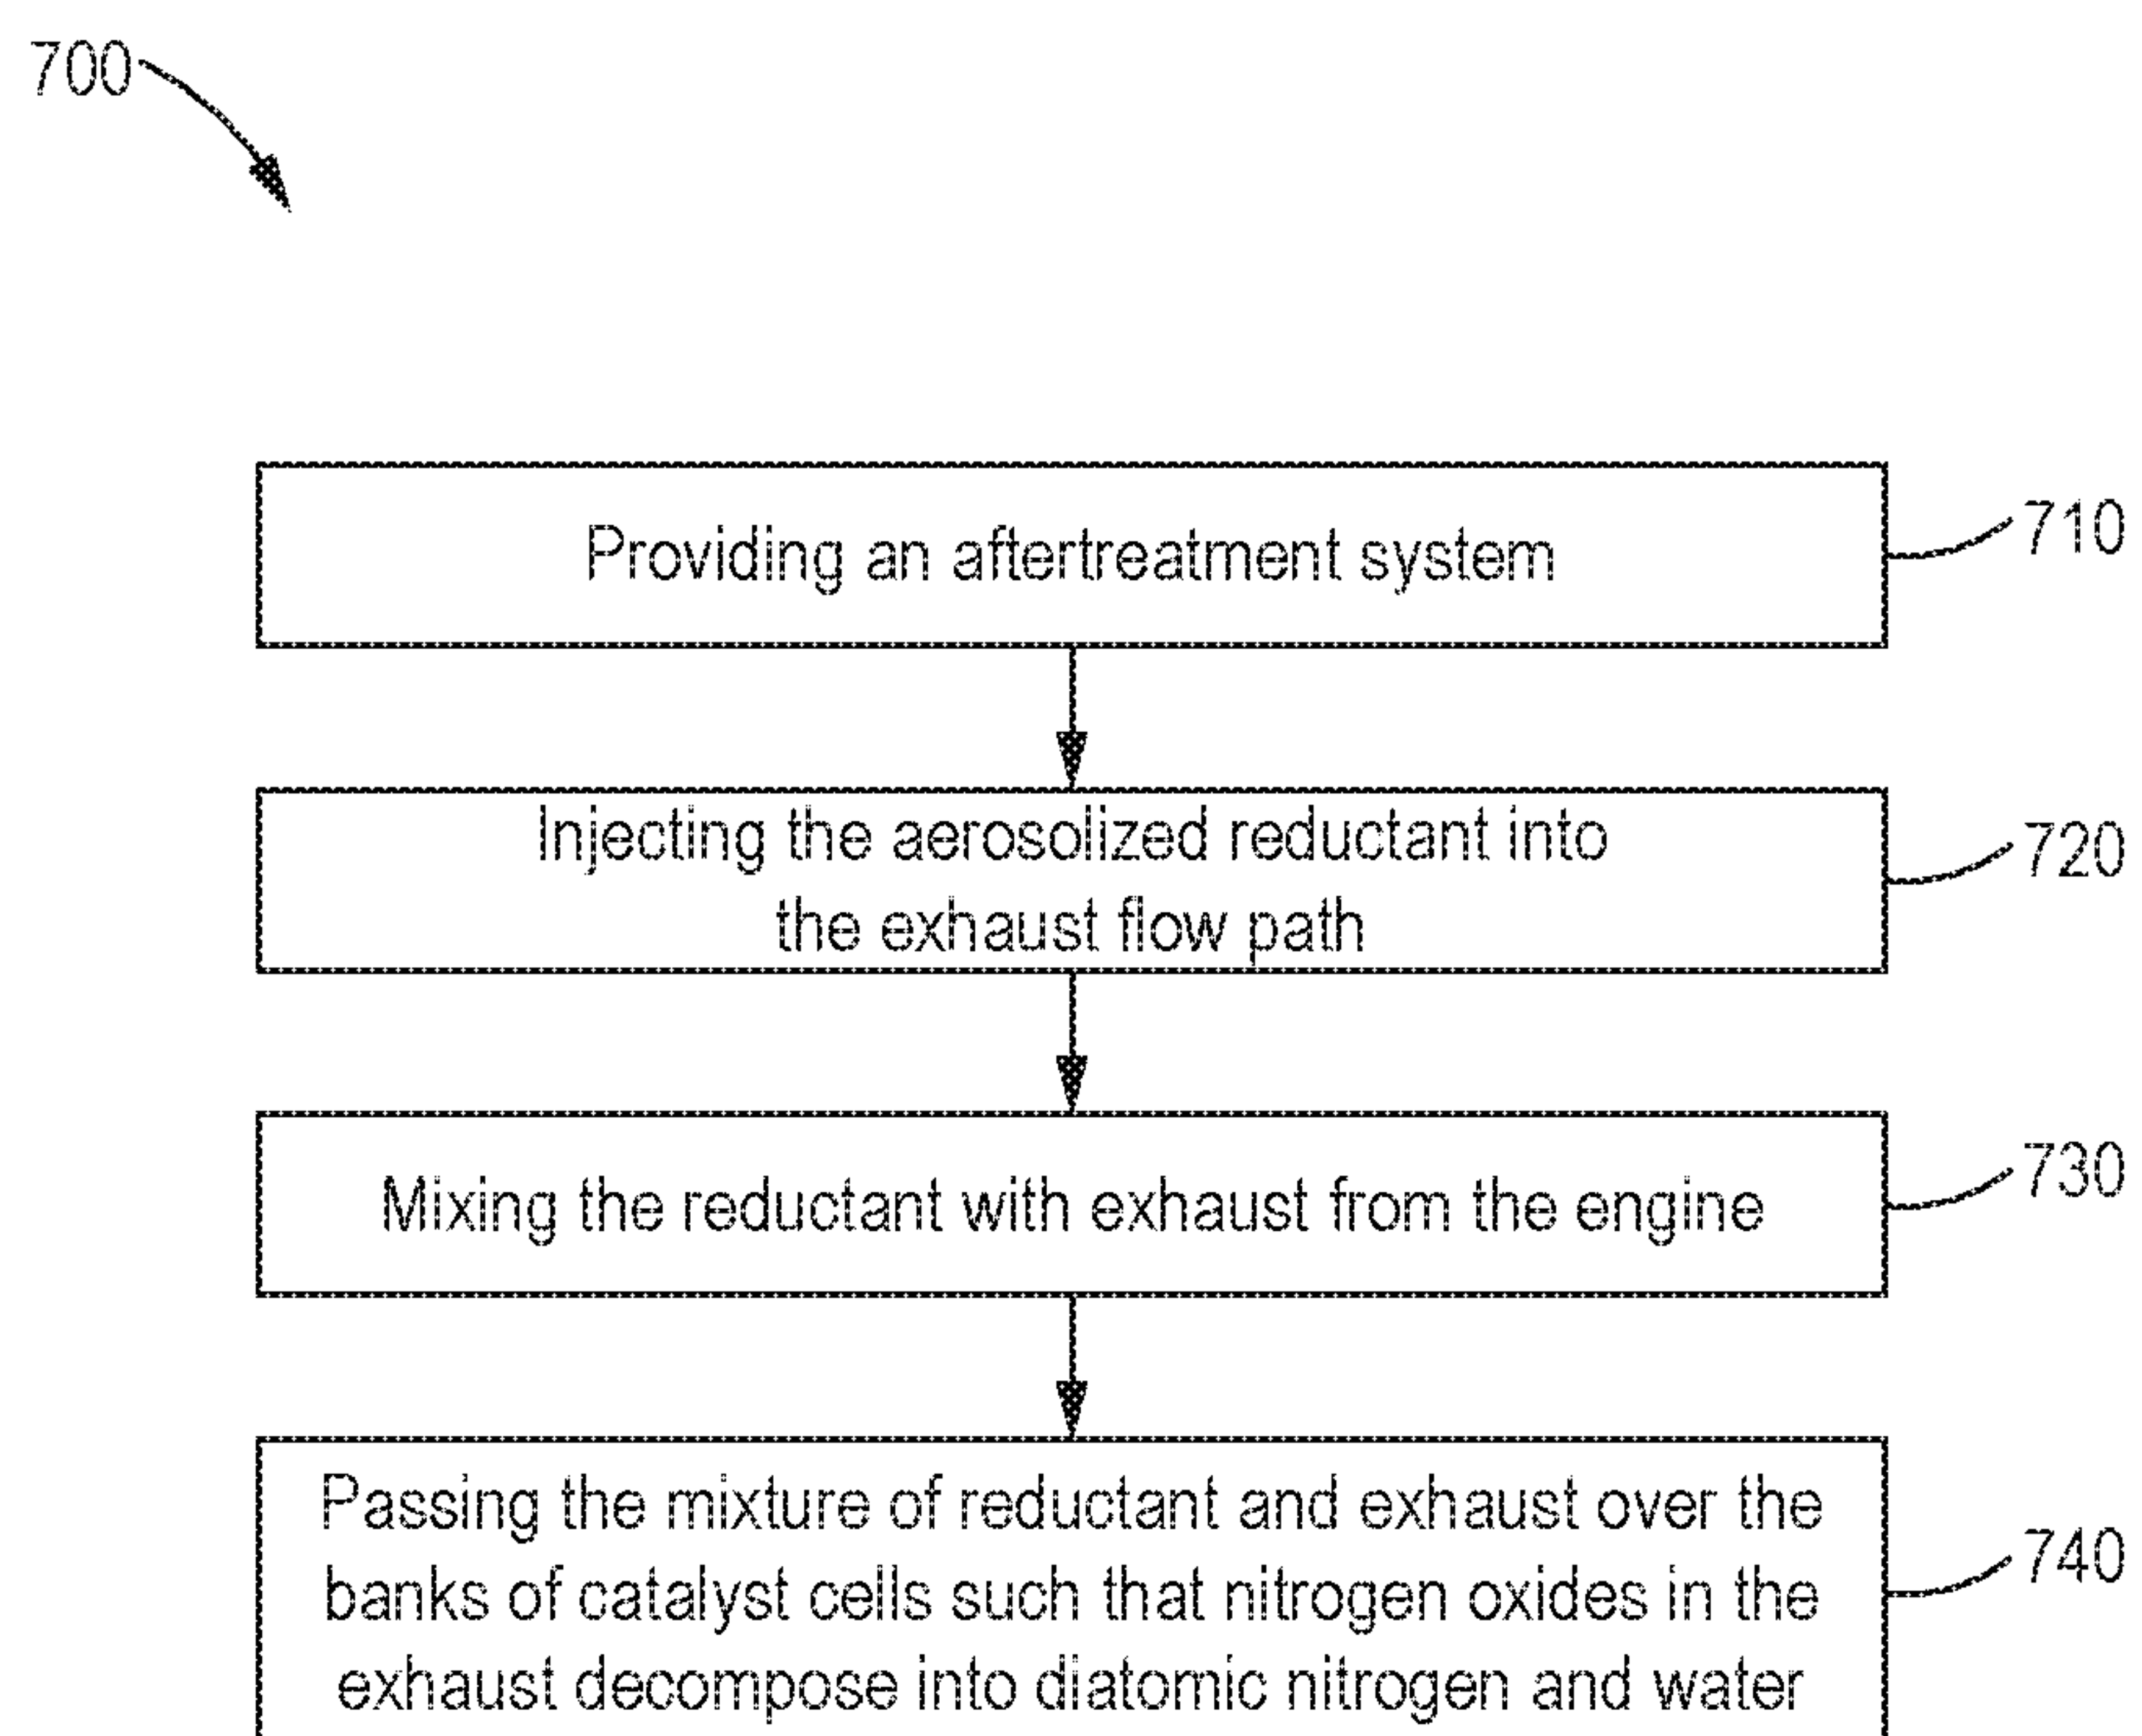 700
Providing an aftertreatment system
710
Injecting the aerosolized reductant into
the exhaust flow path
720
Mixing the reductant with exhaust from the engine
730
Passing the mixture of reductant and exhaust over the
banks of catalyst cells such that nitrogen oxides in the
exhaust decompose into diatomic nitrogen and water
740